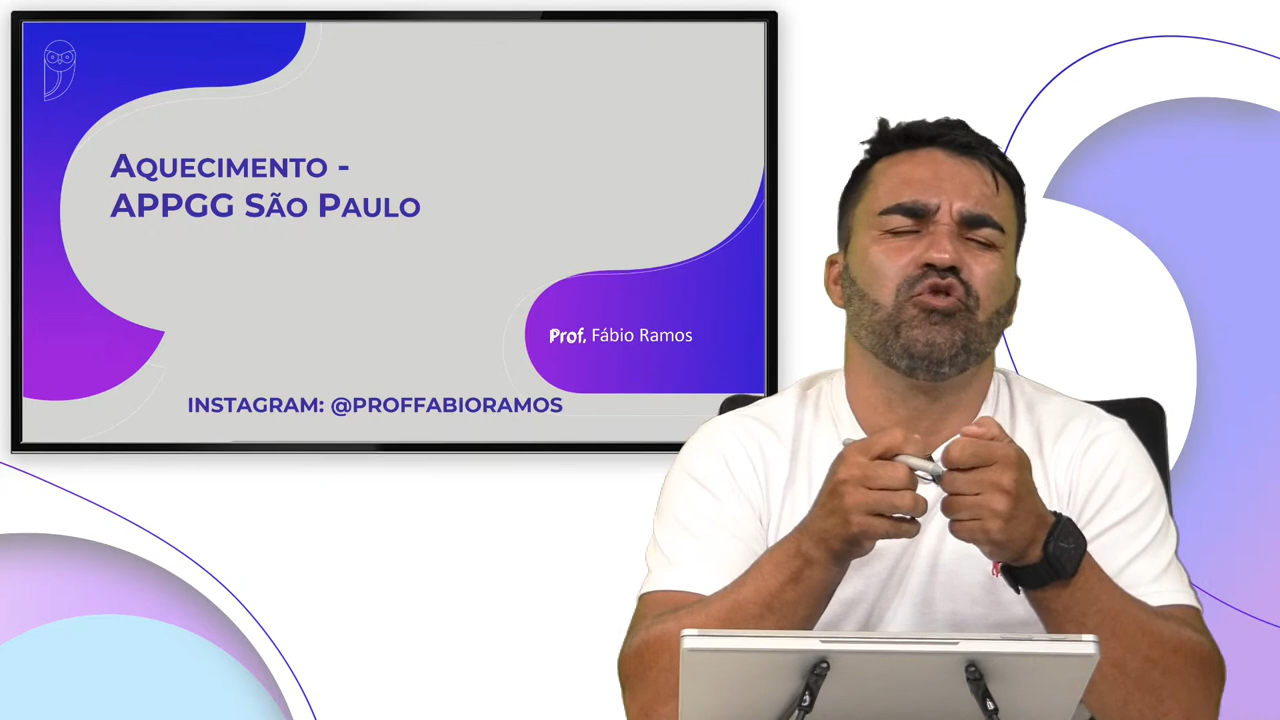 Aquecimento -
APPGG São Paulo
Prof. Fábio Ramos
INSTAGRAM: @PROFFABIORAMOS